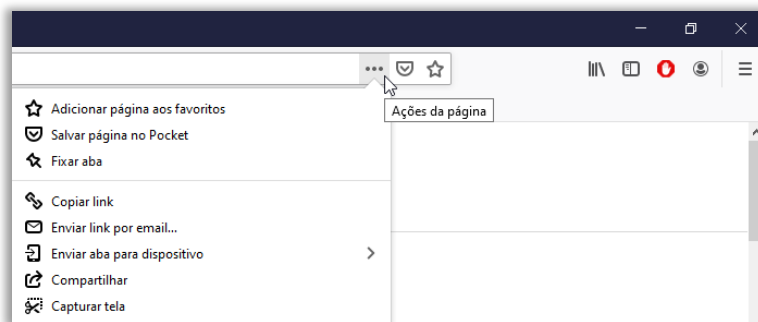 Ações da página
Adicionar página aos favoritos
Salvar página no Pocket
Fixar aba
Copiar link
Enviar link por email...
Enviar aba para dispositivo
Compartilhar
Capturar tela